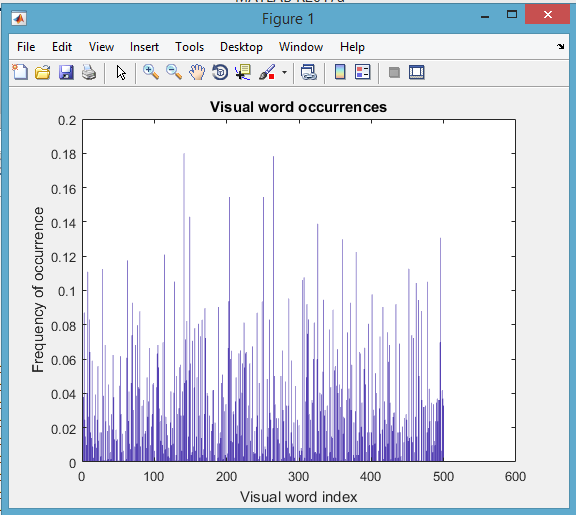 Figure 1
File Edit View Insert Tools Desktop Window Help
Visual word occurrences
Frequency of occurrence
0.2
0.18
0.16
0.14
0.12
0.1
0.08
0.06
0.04
0.02
0
0 100 200 300 400 500 600
Visual word index